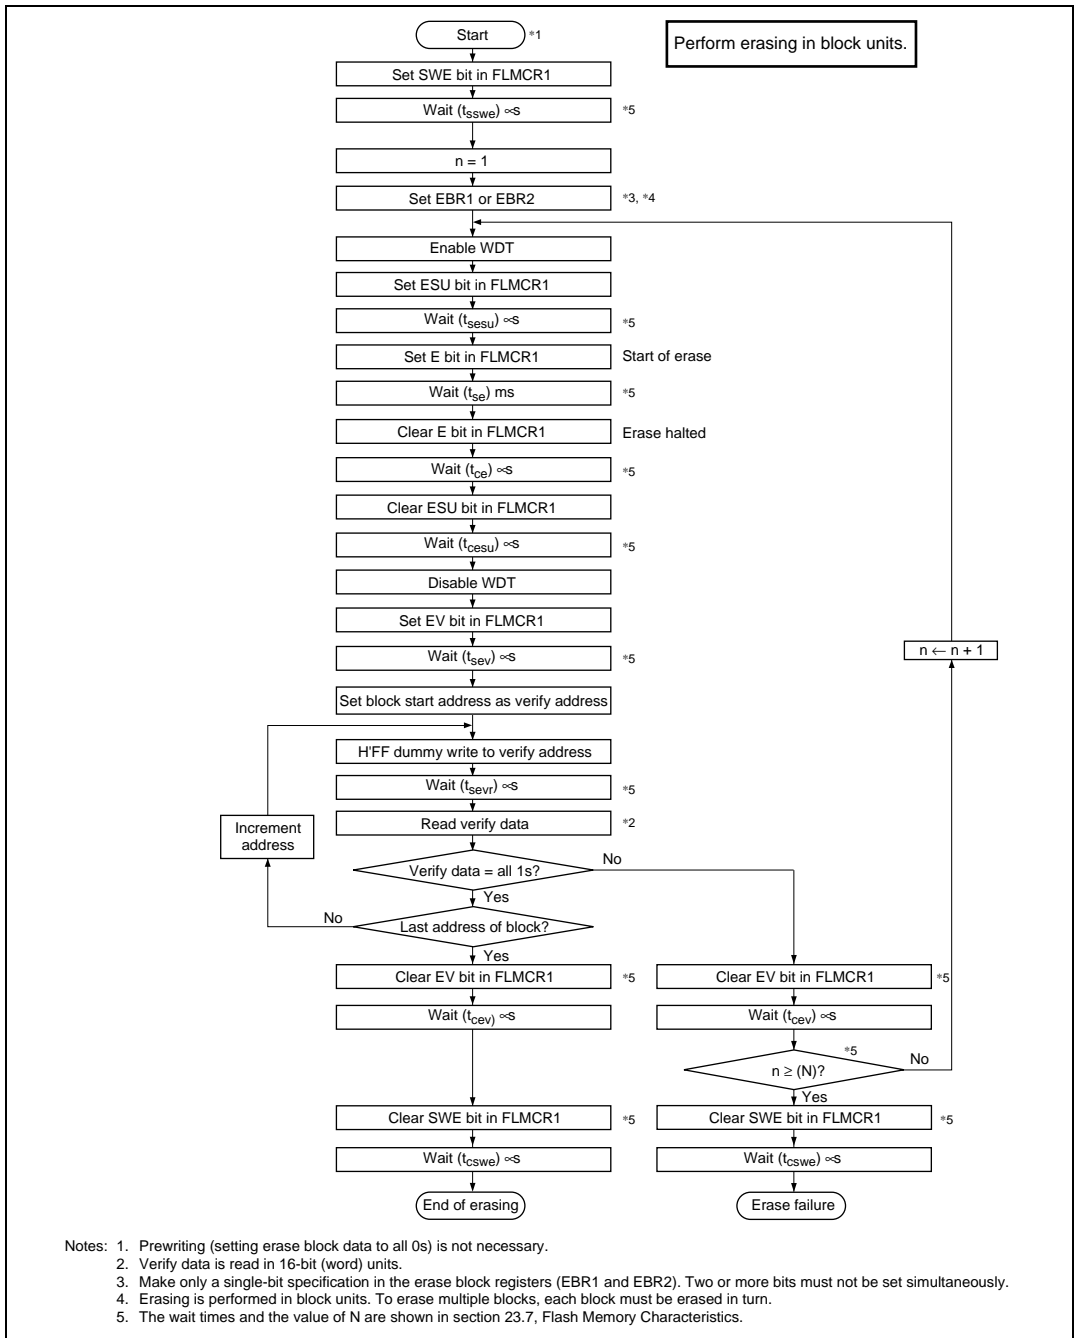 Start *1
Perform erasing in block units.
Set SWE bit in FLMCR1
Wait (tsswe) ∝s *5
n = 1
Set EBR1 or EBR2 *3, *4
Enable WDT
Set ESU bit in FLMCR1
Wait (tsesu) ∝s *5
Set E bit in FLMCR1 Start of erase
Wait (tse) ms *5
Clear E bit in FLMCR1 Erase halted
Wait (tce) ∝s *5
Clear ESU bit in FLMCR1
Wait (tcesu) ∝s *5
Disable WDT
Set EV bit in FLMCR1
Wait (tsev) ∝s *5
n ← n + 1
Set block start address as verify address
H'FF dummy write to verify address
Wait (tsevr) ∝s *5
Read verify data *2
Increment
address
Verify data = all 1s?
No
Yes
Last address of block?
No
Yes
Clear EV bit in FLMCR1 *5
Wait (tcev) ∝s
Clear SWE bit in FLMCR1 *5
Wait (tcswe) ∝s
End of erasing
Clear EV bit in FLMCR1 *5
Wait (tcev) ∝s
*5
n ≥ (N)?
No
Yes
Clear SWE bit in FLMCR1 *5
Wait (tcswe) ∝s
Erase failure
Notes: 1. Prewriting (setting erase block data to all 0s) is not necessary.
2. Verify data is read in 16-bit (word) units.
3. Make only a single-bit specification in the erase block registers (EBR1 and EBR2). Two or more bits must not be set simultaneously.
4. Erasing is performed in block units. To erase multiple blocks, each block must be erased in turn.
5. The wait times and the value of N are shown in section 23.7, Flash Memory Characteristics.